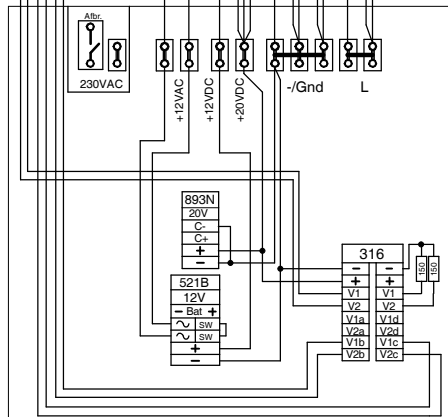 Afbr.
230VAC
+12VAC
+12VDC
+20VDC
-/Gnd
L
893N
20V
C-
C+
+
−
521B
12V
− Bat +
SW
SW
+
−
316
− −
+ +
V1 V1
V2 V2
V1a V1d
V2a V2d
V1b V1c
V2b V2c
150
150